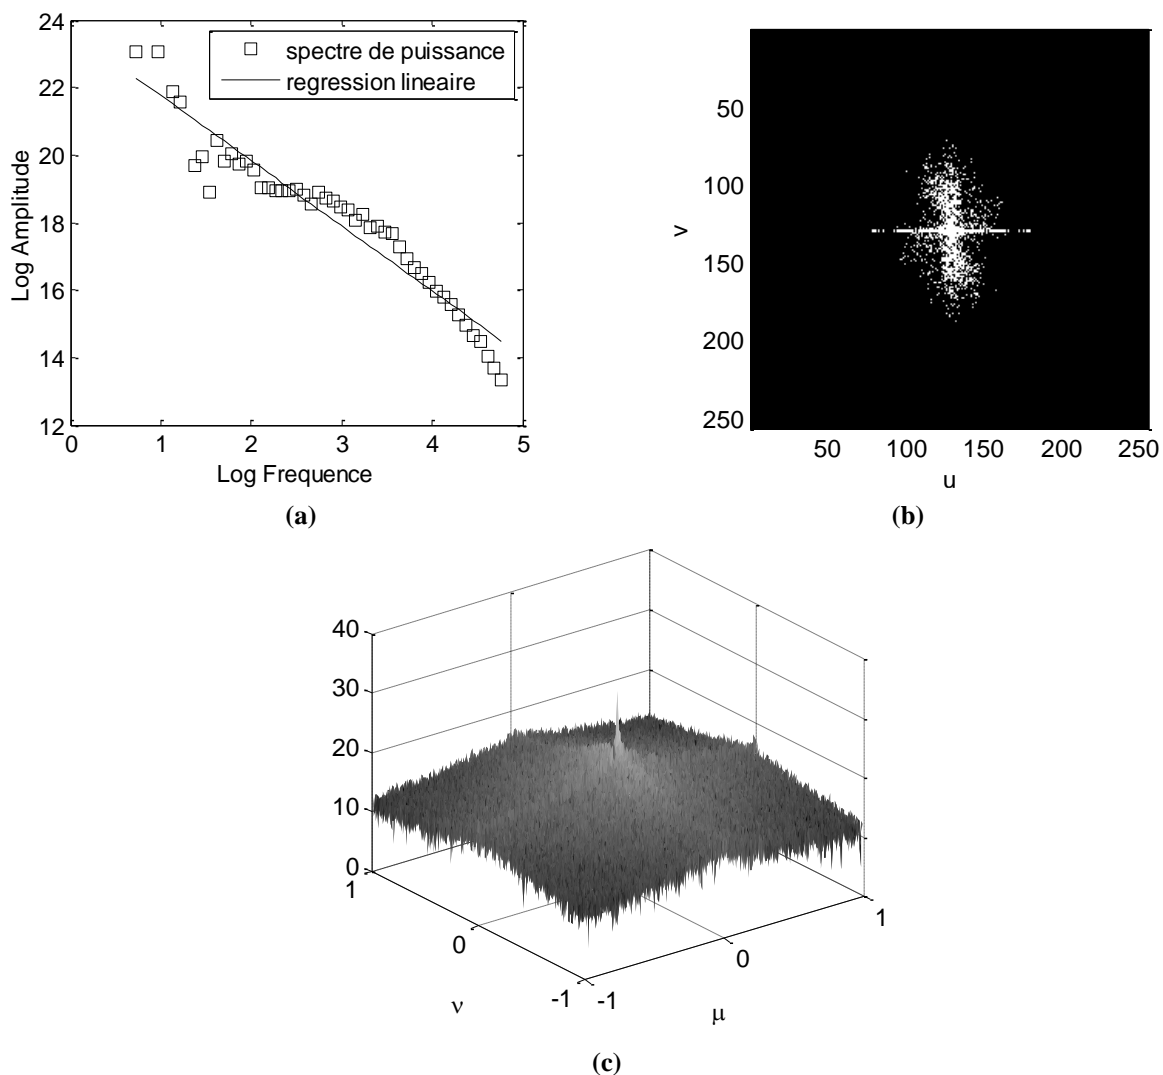 24
22
20
18
16
14
12
0 1 2 3 4 5
Log Amplitude
Log Frequence
spectre de puissance
regression lineaire
(a)
50
100
150
200
250
v
50 100 150 200 250
u
(b)
40
30
20
10
0
1
0
-1
ν
-1
0
1
μ
(c)